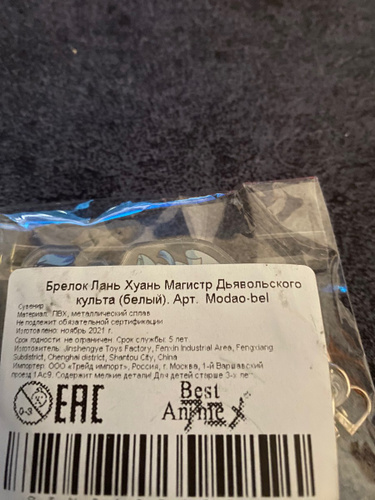 Брелок Лань Хуань Магистр Дьявольского
культа (белый). Арт. Modao-bel
Сувенир
Материал: ПВХ, металлический сплав
Не подлежит обязательной сертификации
Изготовлено: ноябрь 2021 г.
Срок годности: не ограничен. Срок службы: 5 лет
Изготовитель: Jinshengye Toys Factory, Fenxin Industrial Area, Fengxiang
Subdistrict, Chenghai district, Shantou City, China
Импортер: ООО «Трейд импорт», Россия, г. Москва, 1-й Варшавский
проезд 1Ас9. Содержит мелкие детали! Для детей старше 3-х лет
0-3
EAC
Best
Anime